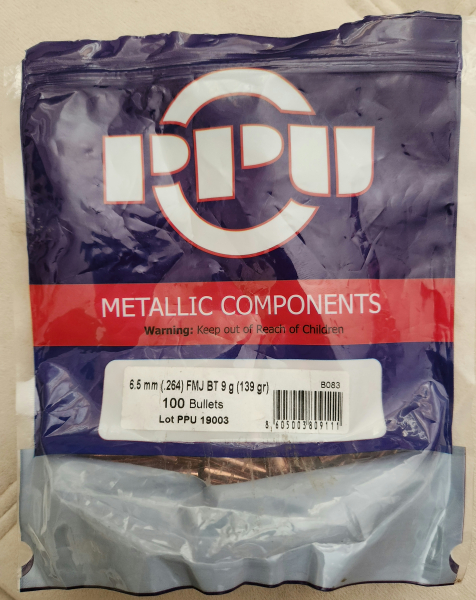 PPU
METALLIC COMPONENTS
Warning: Keep out of Reach of Children
6.5 mm (.264) FMJ BT 9 g (139 gr)
B083
100 Bullets
Lot PPU 19003
8 605003 809111